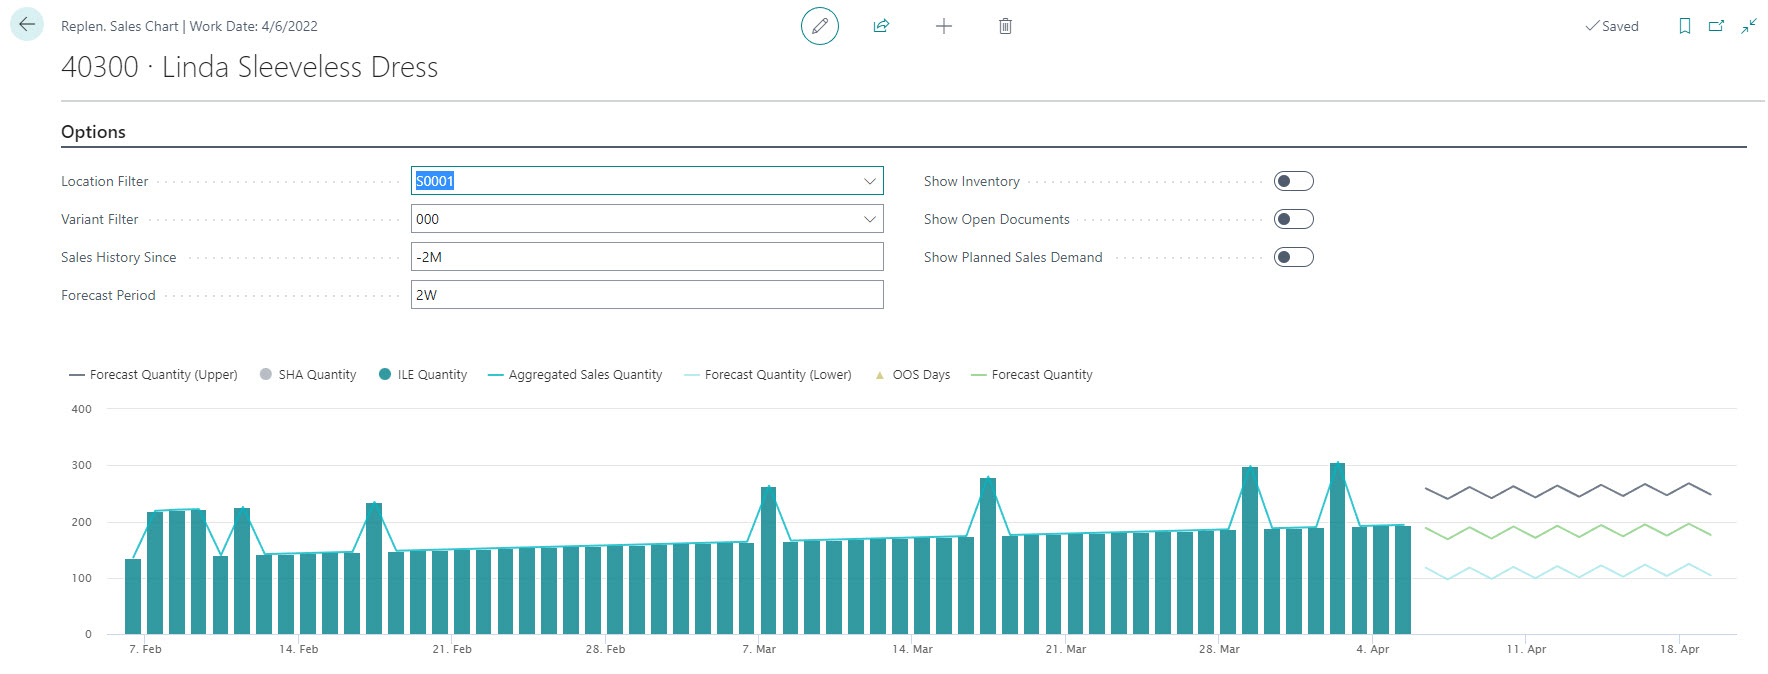 Replen. Sales Chart | Work Date: 4/6/2022
Saved
40300 · Linda Sleeveless Dress
Options
Location Filter S0001
Show Inventory
Variant Filter 000
Show Open Documents
Sales History Since -2M
Show Planned Sales Demand
Forecast Period 2W
Forecast Quantity (Upper) SHA Quantity ILE Quantity Aggregated Sales Quantity Forecast Quantity (Lower) OOS Days Forecast Quantity
400
300
200
100
0
7. Feb 14. Feb 21. Feb 28. Feb 7. Mar 14. Mar 21. Mar 28. Mar 4. Apr 11. Apr 18. Apr